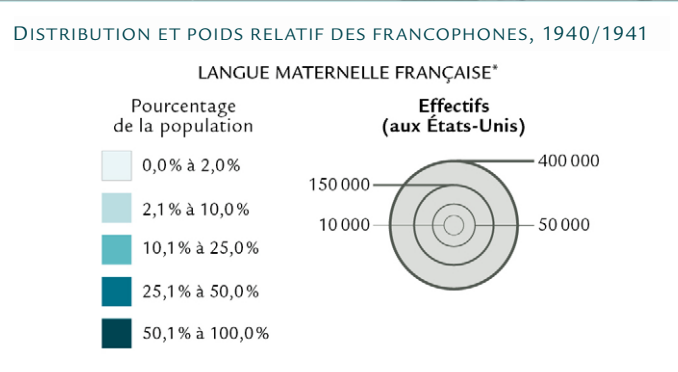 DISTRIBUTION ET POIDS RELATIF DES FRANCOPHONES, 1940/1941
LANGUE MATERNELLE FRANÇAISE*
Pourcentage
de la population
0,0% à 2,0%
2,1% à 10,0%
10,1% à 25,0%
25,1% à 50,0%
50,1% à 100,0%
Effectifs
(aux États-Unis)
400 000
150 000
10 000
50 000